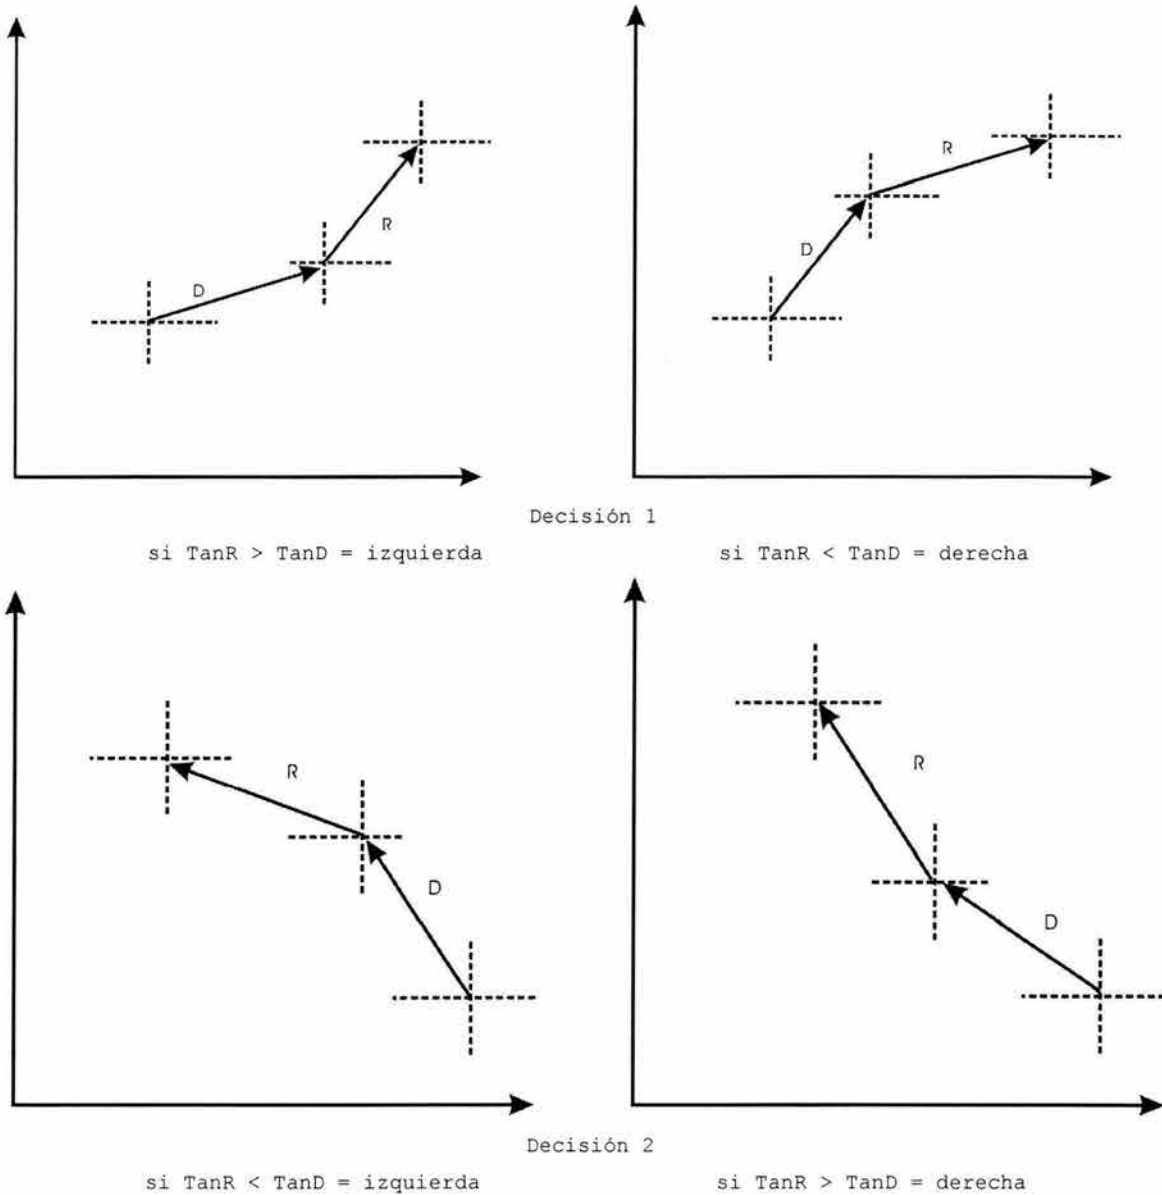 R
D
R
D
Decisión 1
si TanR > TanD = izquierda
si TanR < TanD = derecha
R
D
R
D
Decisión 2
si TanR < TanD = izquierda
si TanR > TanD = derecha